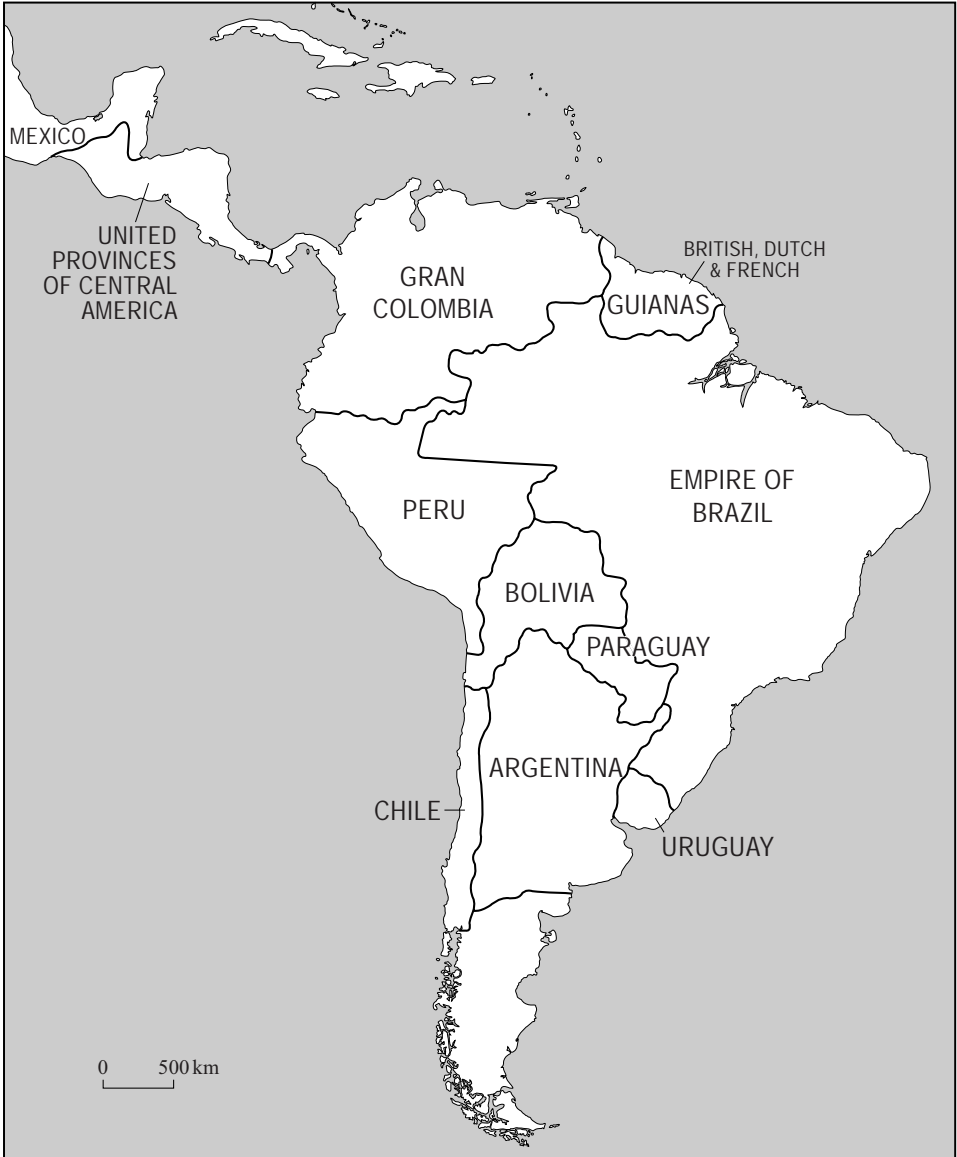 MEXICO
UNITED
PROVINCES
OF CENTRAL
AMERICA
GRAN
COLOMBIA
BRITISH, DUTCH
& FRENCH
GUIANAS
EMPIRE OF
BRAZIL
PERU
BOLIVIA
PARAGUAY
ARGENTINA
CHILE
URUGUAY
0 500 km